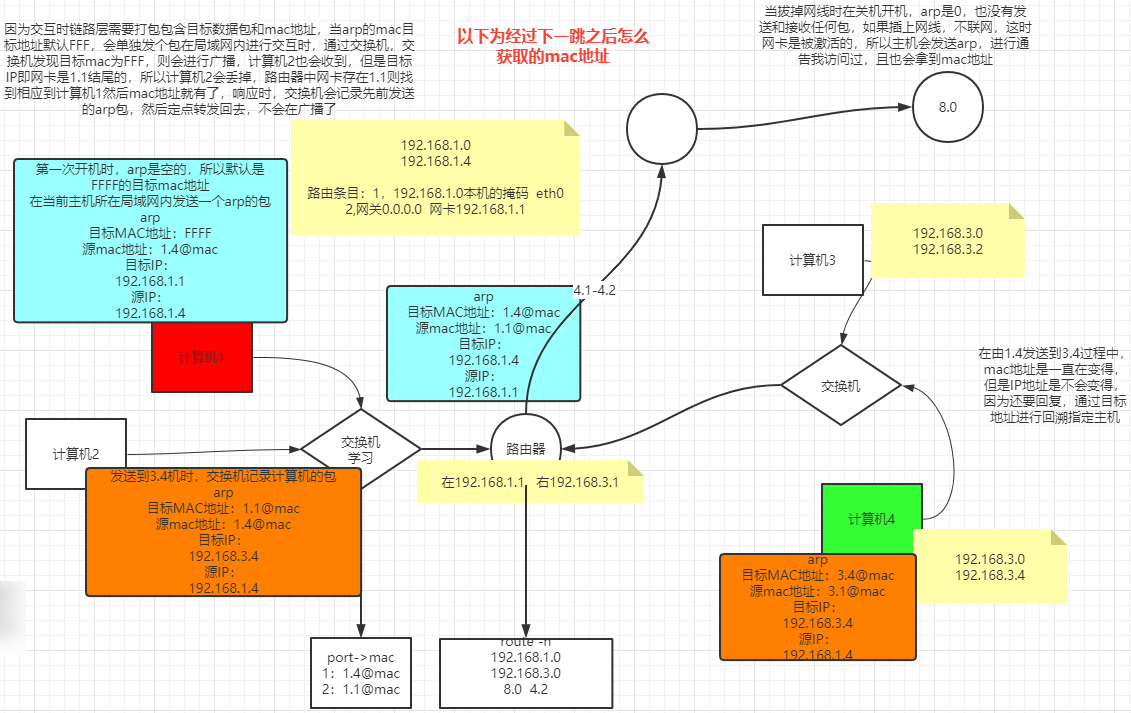 因为交互时链路层需要打包包含目标数据包和mac地址，当arp的mac目
标地址默认FFF，会单独发个包在局域网内进行交互时，通过交换机，交
换机发现目标mac为FFF，则会进行广播，计算机2也会收到，但是目标
IP即网卡是1.1结尾的，所以计算机2会丢掉，路由器中网卡存在1.1则找
到相应到计算机1然后mac地址就有了，响应时，交换机会记录先前发送
的arp包，然后定点转发回去，不会在广播了
以下为经过下一跳之后怎么
获取的mac地址
当拔掉网线时在关机开机，arp是0，也没有发
送和接收任何包，如果插上网线，不联网，这时
网卡是被激活的，所以主机会发送arp，进行通
告我访问过，且也会拿到mac地址
8.0
192.168.1.0
192.168.1.4
路由条目：1，192.168.1.0本机的掩码 eth0
2,网关0.0.0.0 网卡192.168.1.1
第一次开机时，arp是空的，所以默认是
FFFF的目标mac地址
在当前主机所在局域网内发送一个arp的包
arp
目标MAC地址：FFFF
源mac地址：1.4@mac
目标IP：
192.168.1.1
源IP：
192.168.1.4
计算机1
4.1-4.2
arp
目标MAC地址：1.4@mac
源mac地址：1.1@mac
目标IP：
192.168.1.4
源IP：
192.168.1.1
计算机3
192.168.3.0
192.168.3.2
交换机
在由1.4发送到3.4过程中，
mac地址是一直在变得，
但是IP地址是不会变得，
因为还要回复，通过目标
地址进行回溯指定主机
计算机2
交换机
学习
路由器
在192.168.1.1 右192.168.3.1
发送到3.4机时，交换机记录计算机的包
arp
目标MAC地址：1.1@mac
源mac地址：1.4@mac
目标IP：
192.168.3.4
源IP：
192.168.1.4
计算机4
192.168.3.0
192.168.3.4
arp
目标MAC地址：3.4@mac
源mac地址：3.1@mac
目标IP：
192.168.3.4
源IP：
192.168.1.4
port->mac
1：1.4@mac
2：1.1@mac
route -n
192.168.1.0
192.168.3.0
8.0 4.2